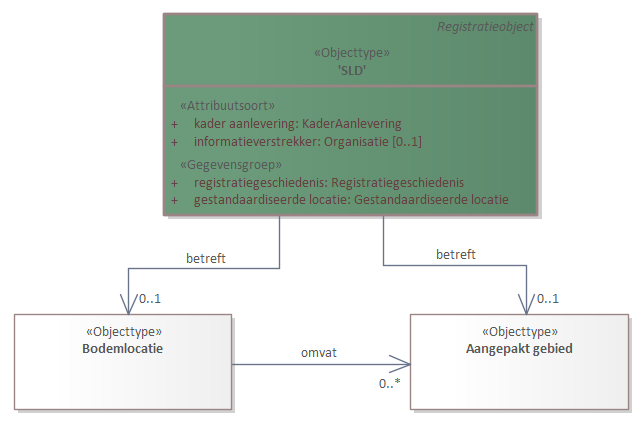 Registratieobject
«Objecttype»
'SLD'
«Attribuutsoort»
+ kader aanlevering: KaderAanlevering
+ informatieverstrekker: Organisatie [0..1]
«Gegevensgroep»
+ registratiegeschiedenis: Registratiegeschiedenis
+ gestandaardiseerde locatie: Gestandaardiseerde locatie
betreft
betreft
0..1
0..1
«Objecttype»
Bodemlocatie
omvat
0..*
«Objecttype»
Aangepakt gebied